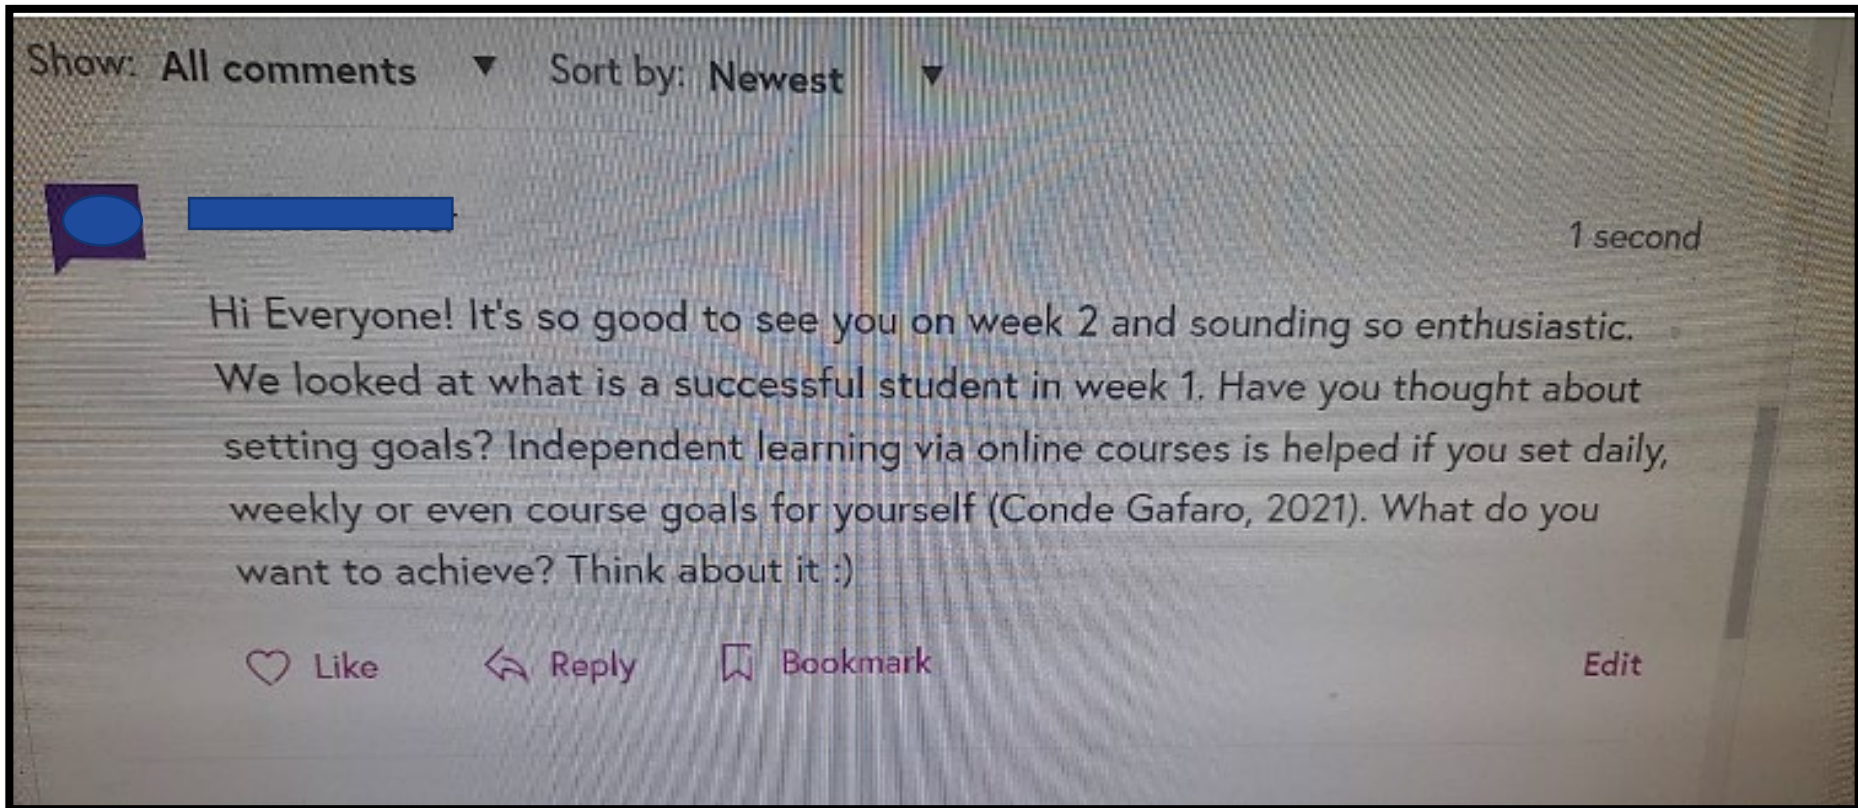 Show: All comments ▼ Sort by: Newest ▼
1 second
Hi Everyone! It's so good to see you on week 2 and sounding so enthusiastic.
We looked at what is a successful student in week 1. Have you thought about
setting goals? Independent learning via online courses is helped if you set daily,
weekly or even course goals for yourself (Conde Gafaro, 2021). What do you
want to achieve? Think about it :)
Like Reply Bookmark Edit